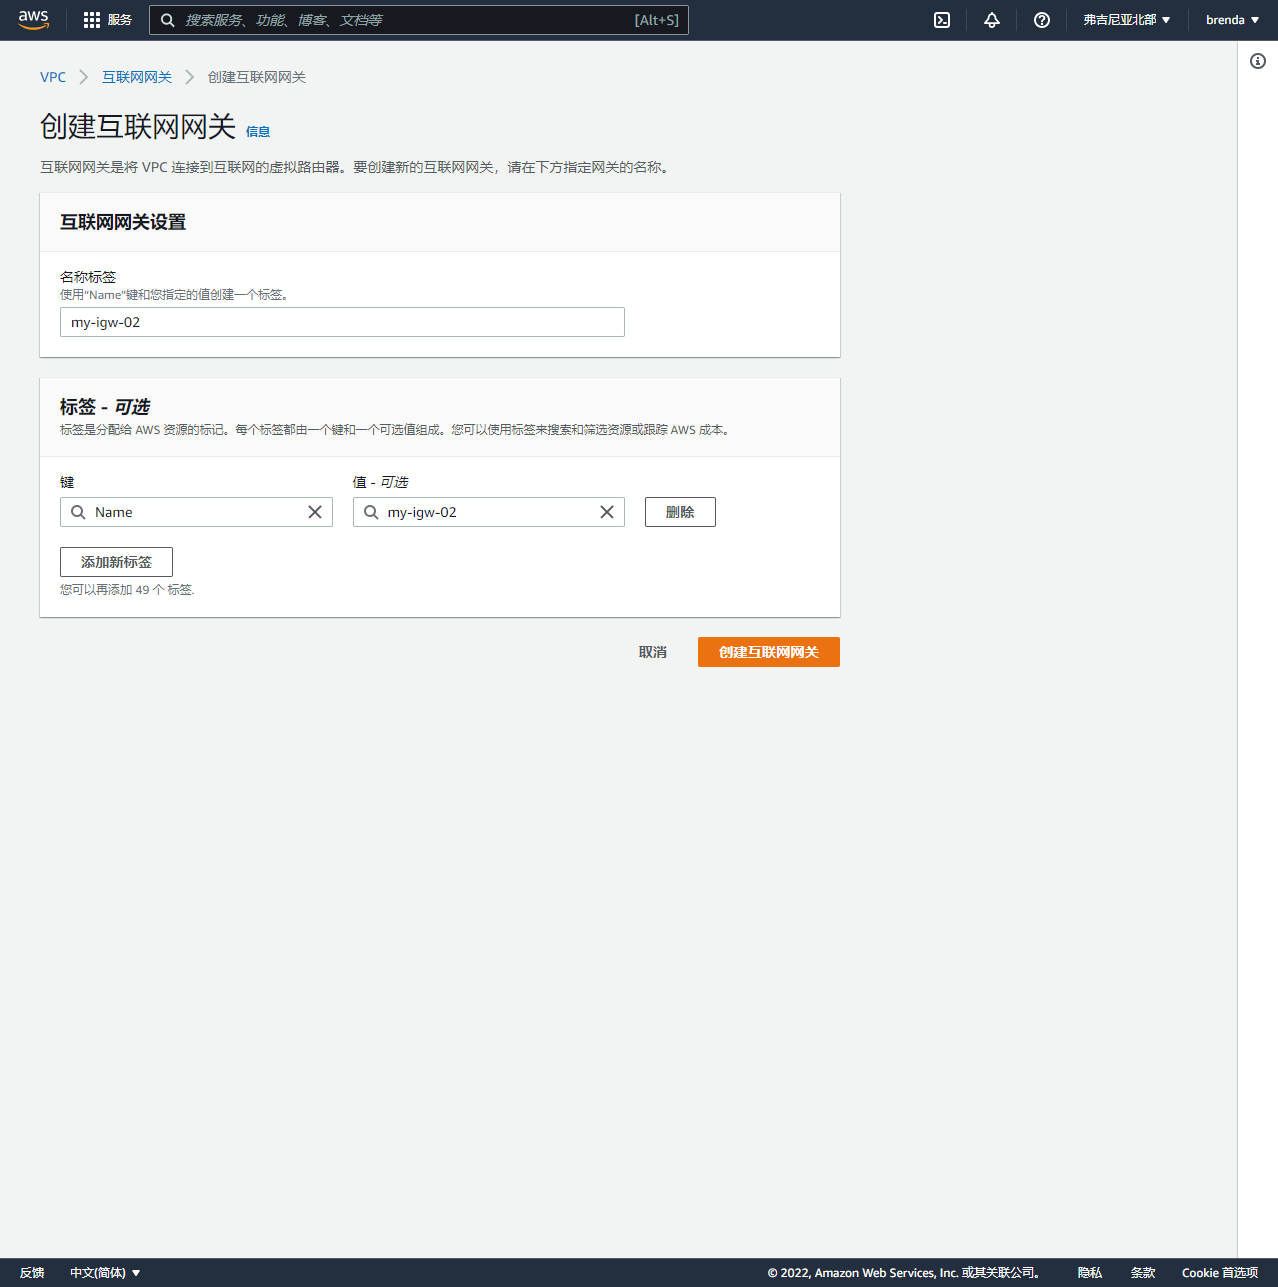 aws 服务 搜索服务、功能、博客、文档等 [Alt+S] 弗吉尼亚北部 brenda
VPC 互联网网关 创建互联网网关
创建互联网网关 信息
互联网网关是将 VPC 连接到互联网的虚拟路由器。要创建新的互联网网关，请在下方指定网关的名称。
互联网网关设置
名称标签
使用“Name”键和您指定的值创建一个标签。
my-igw-02
标签 - 可选
标签是分配给 AWS 资源的标记。每个标签都由一个键和一个可选值组成。您可以使用标签来搜索和筛选资源或跟踪 AWS 成本。
键 值 - 可选
Name my-igw-02 删除
添加新标签
您可以再添加 49 个 标签.
取消 创建互联网网关
反馈 中文(简体) © 2022, Amazon Web Services, Inc. 或其关联公司。 隐私 条款 Cookie 首选项